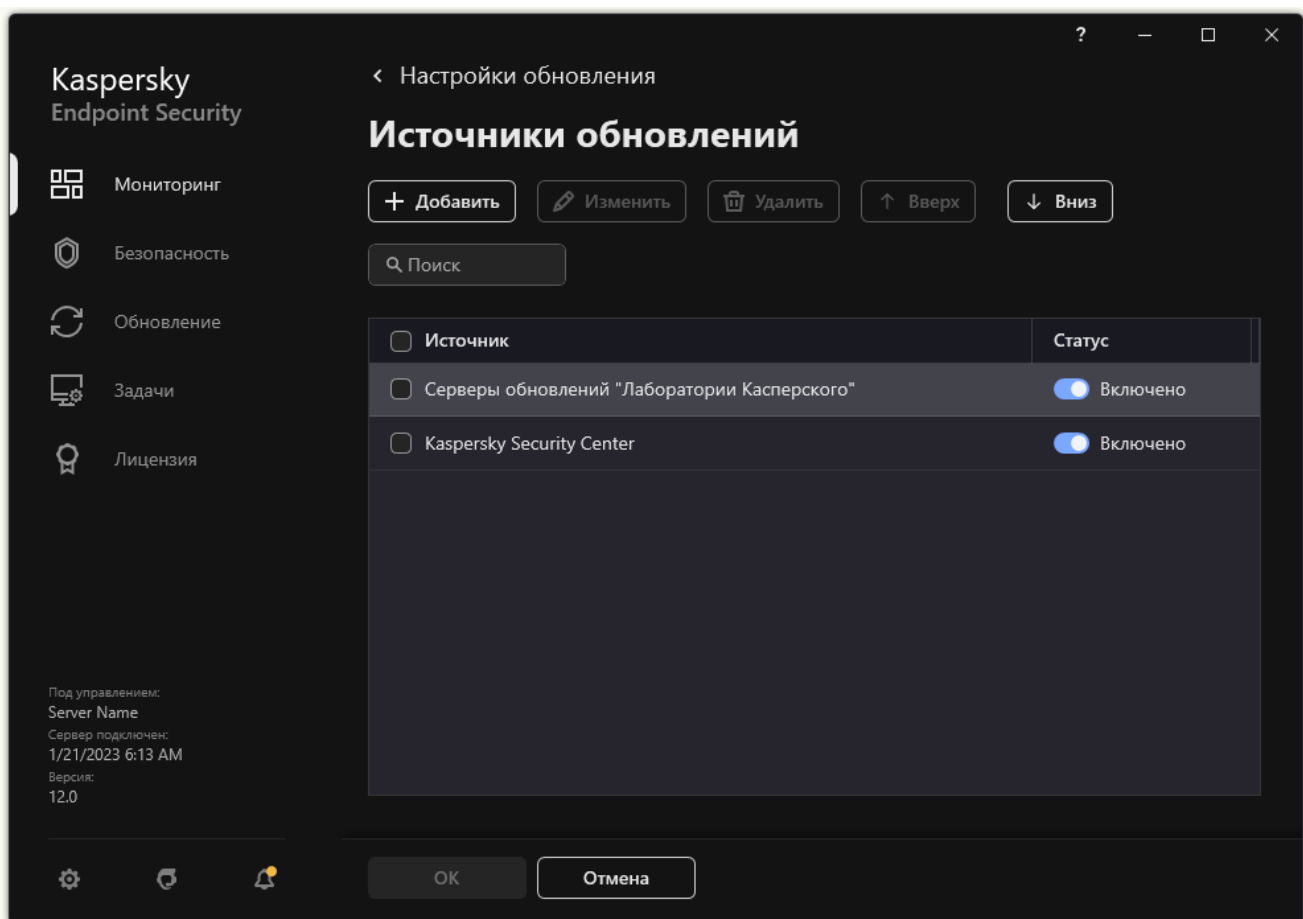 ?
Kaspersky
Endpoint Security
Мониторинг
Безопасность
Обновление
Задачи
Лицензия
Под управлением:
Server Name
Сервер подключен:
1/21/2023 6:13 AM
Версия:
12.0
Настройки обновления
Источники обновлений
Добавить Изменить Удалить Вверх Вниз
Поиск
Источник Статус
Серверы обновлений "Лаборатории Касперского" Включено
Kaspersky Security Center Включено
OK Отмена